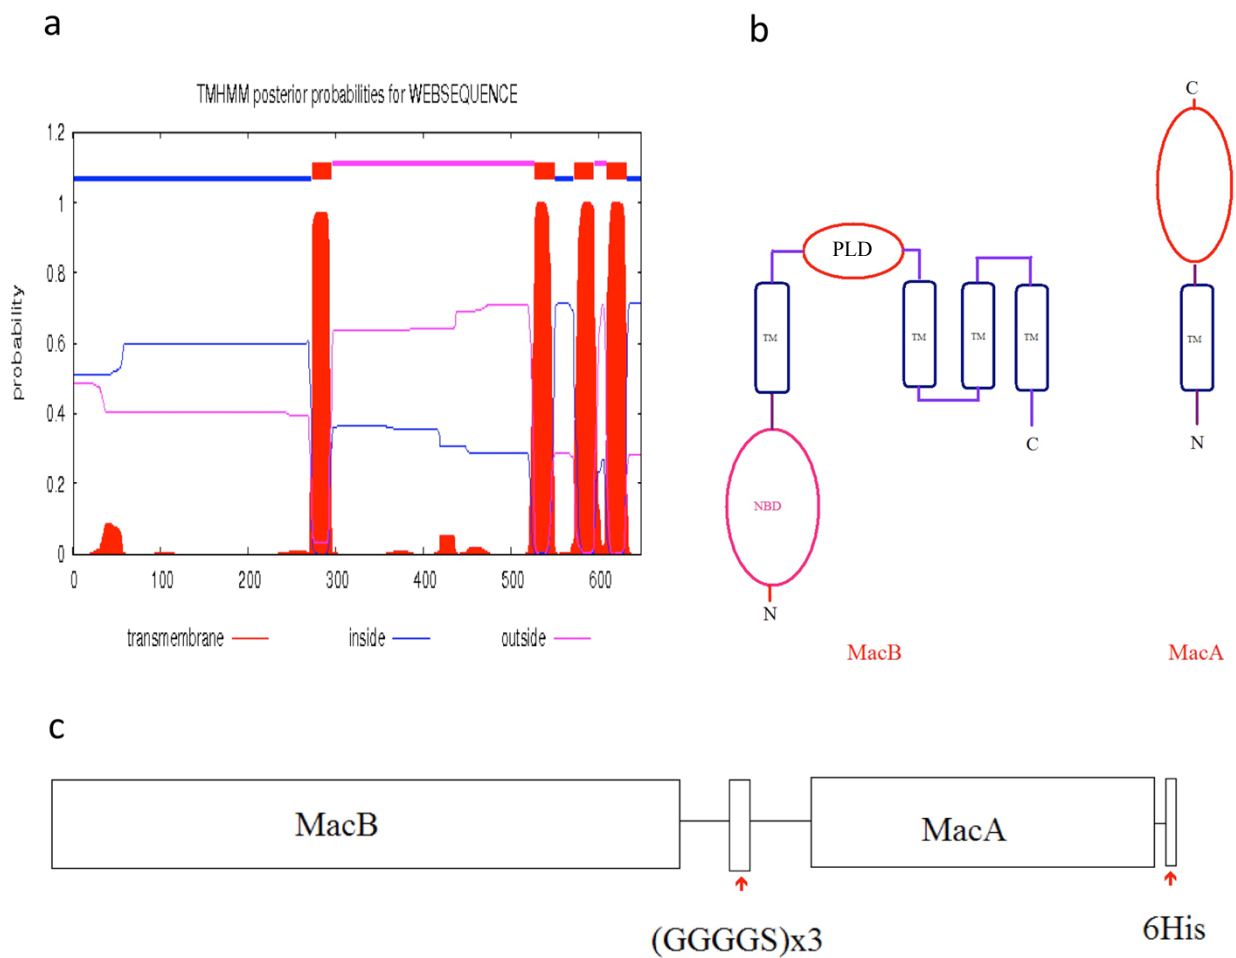 a
b
TMHMM posterior probabilities for WEBSEQUENCE
1.2
1
0.8
0.6
0.4
0.2
0
probability
0 100 200 300 400 500 600
transmembrane inside outside
C
PLD
TM TM TM TM TM
NBD
C
N
N
MacB MacA
c
MacB MacA
(GGGGS)x3
6His